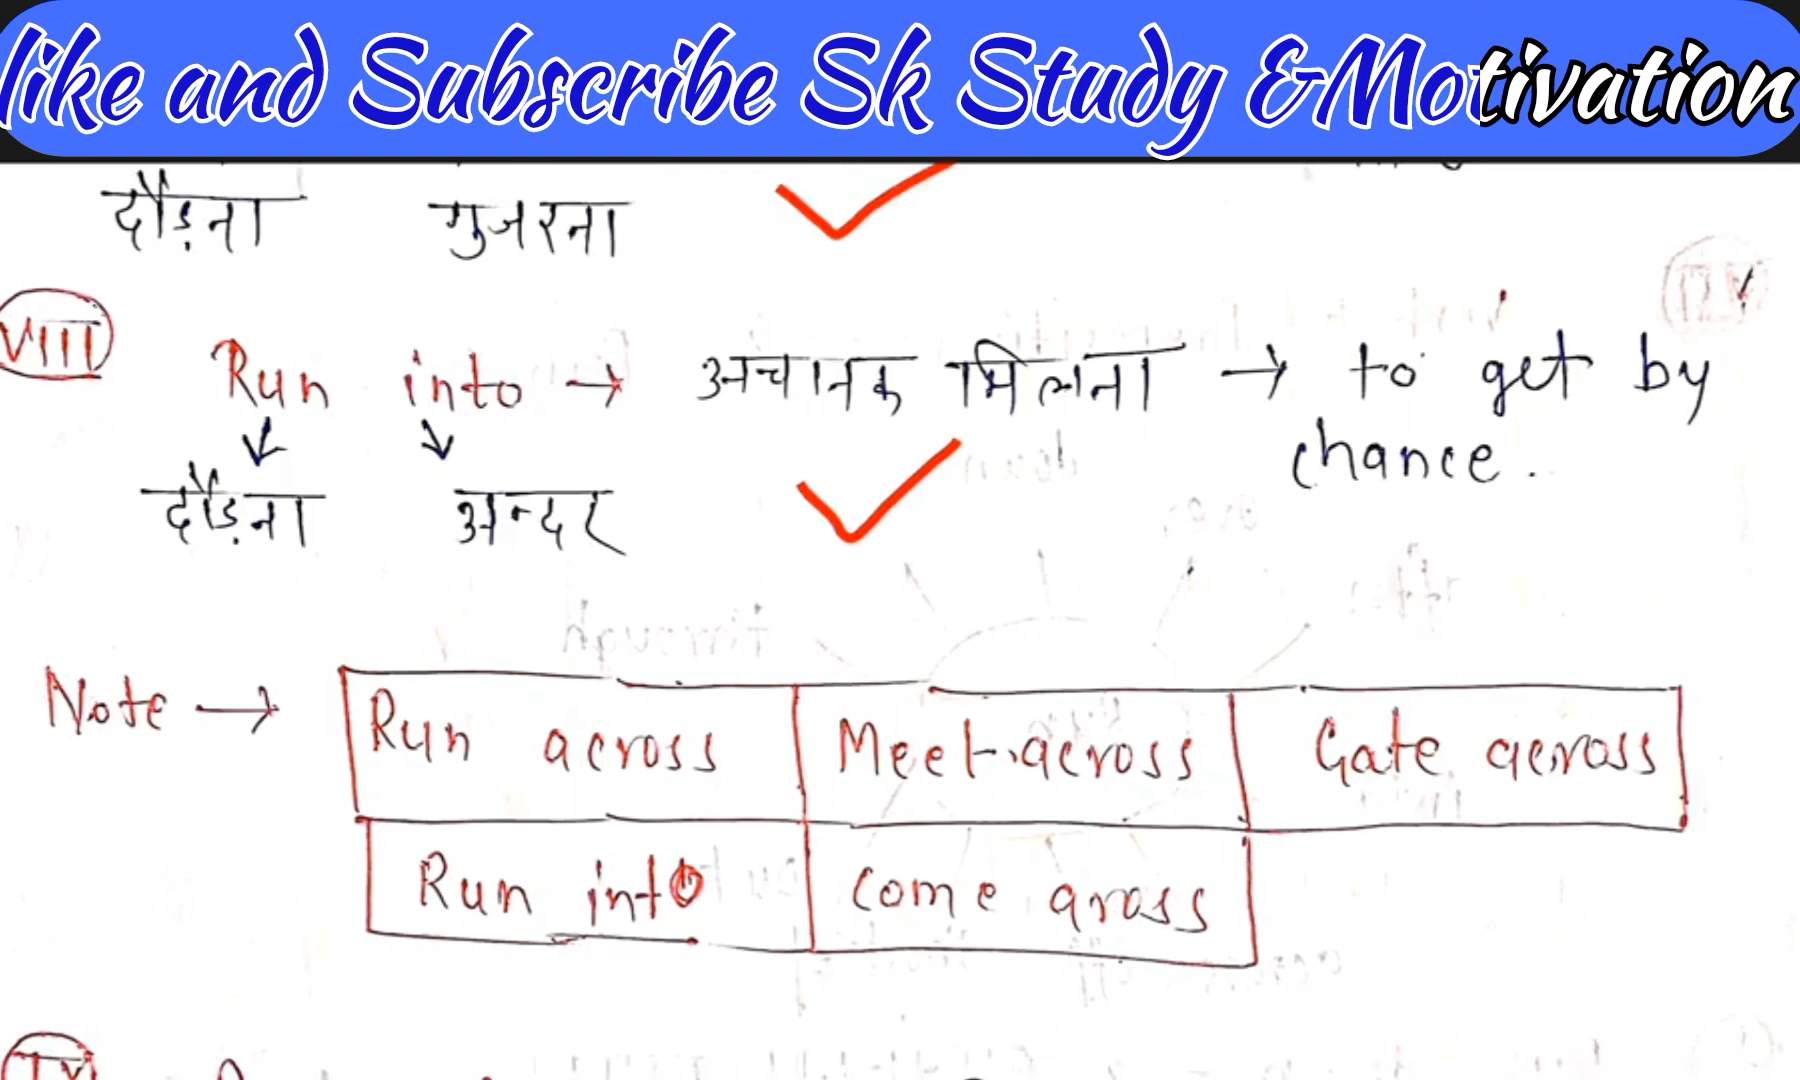 like and Subscribe Sk Study &Motivation
दौड़ना गुजरना
VIII Run into → अचानक मिलना → to get by
chance.
दौड़ना अन्दर
Note → Run across Meet across Gate across
Run into Come aross